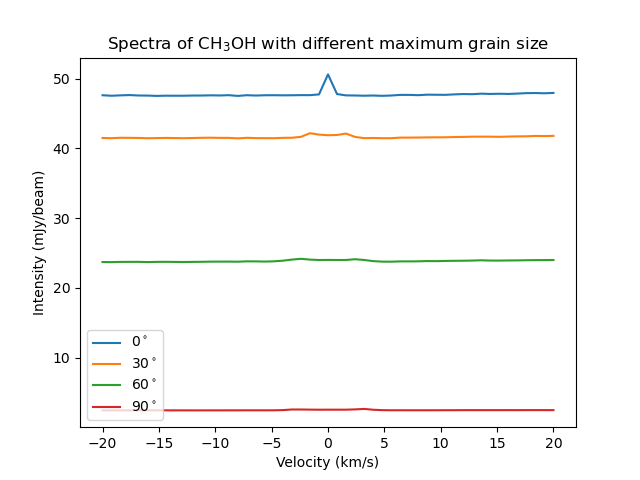 Spectra of CH₃OH with different maximum grain size
Intensity (mJy/beam)
50
40
30
20
10
0°
30°
60°
90°
−20 −15 −10 −5 0 5 10 15 20
Velocity (km/s)